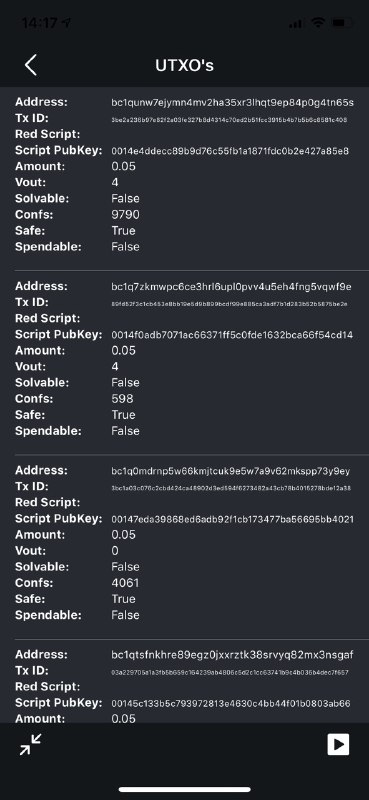 14:17
UTXO's
Address: bc1qunw7ejymn4mv2ha35xr3lhqt9ep84p0g4tn65s
Tx ID:
Red Script:
Script PubKey: 0014e4ddecc89b9d76c55fb1a1871fdc0b2e427a85e8
Amount: 0.05
Vout: 4
Solvable: False
Confs: 9790
Safe: True
Spendable: False
Address: bc1q7zkmwpc6ce3hrl6upl0pvv4u5eh4fng5vqwf9e
Tx ID:
Red Script:
Script PubKey: 0014f0adb7071ac66371ff5c0fde1632bca66f54cd14
Amount: 0.05
Vout: 4
Solvable: False
Confs: 598
Safe: True
Spendable: False
Address: bc1q0mdrnp5w66kmjtcuk9e5w7a9v62mkspp73y9ey
Tx ID:
Red Script:
Script PubKey: 00147eda39868ed6adb92f1cb173477ba56695bb4021
Amount: 0.05
Vout: 0
Solvable: False
Confs: 4061
Safe: True
Spendable: False
Address: bc1qtsfnkhre89egz0jxxrztk38srvyq82mx3nsgaf
Tx ID:
Red Script:
Script PubKey: 00145c133b5c793972813e4630c4bb44f01b0803ab66
Amount: 0.05